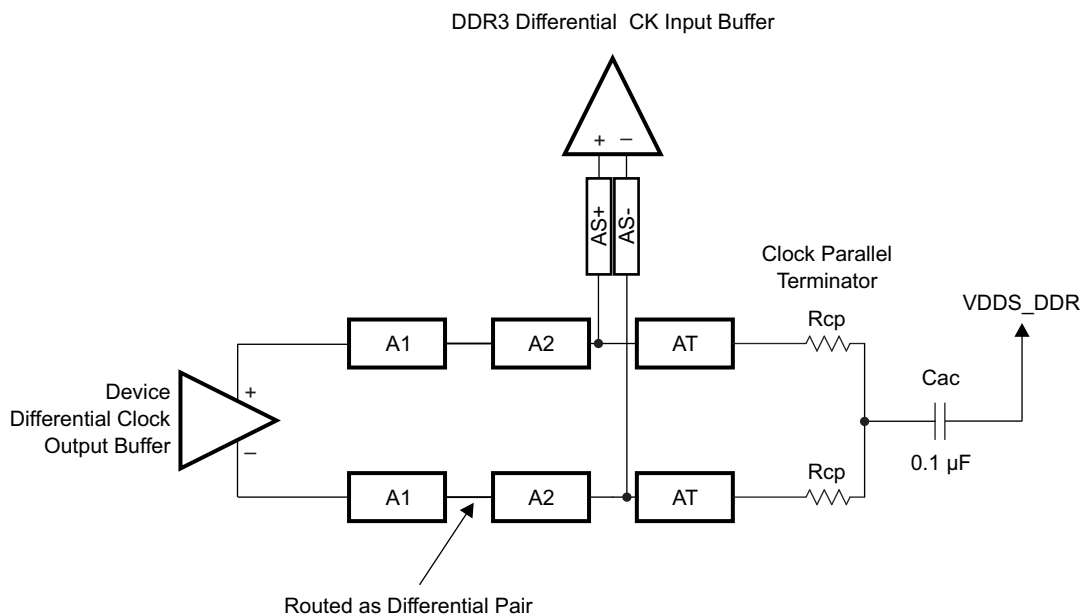 DDR3 Differential CK Input Buffer
+ −
AS+
AS-
Clock Parallel
Terminator
VDDS_DDR
Rcp
A1
A2
AT
Cac
Device
Differential Clock
Output Buffer
+
−
0.1 µF
Rcp
A1
A2
AT
Routed as Differential Pair